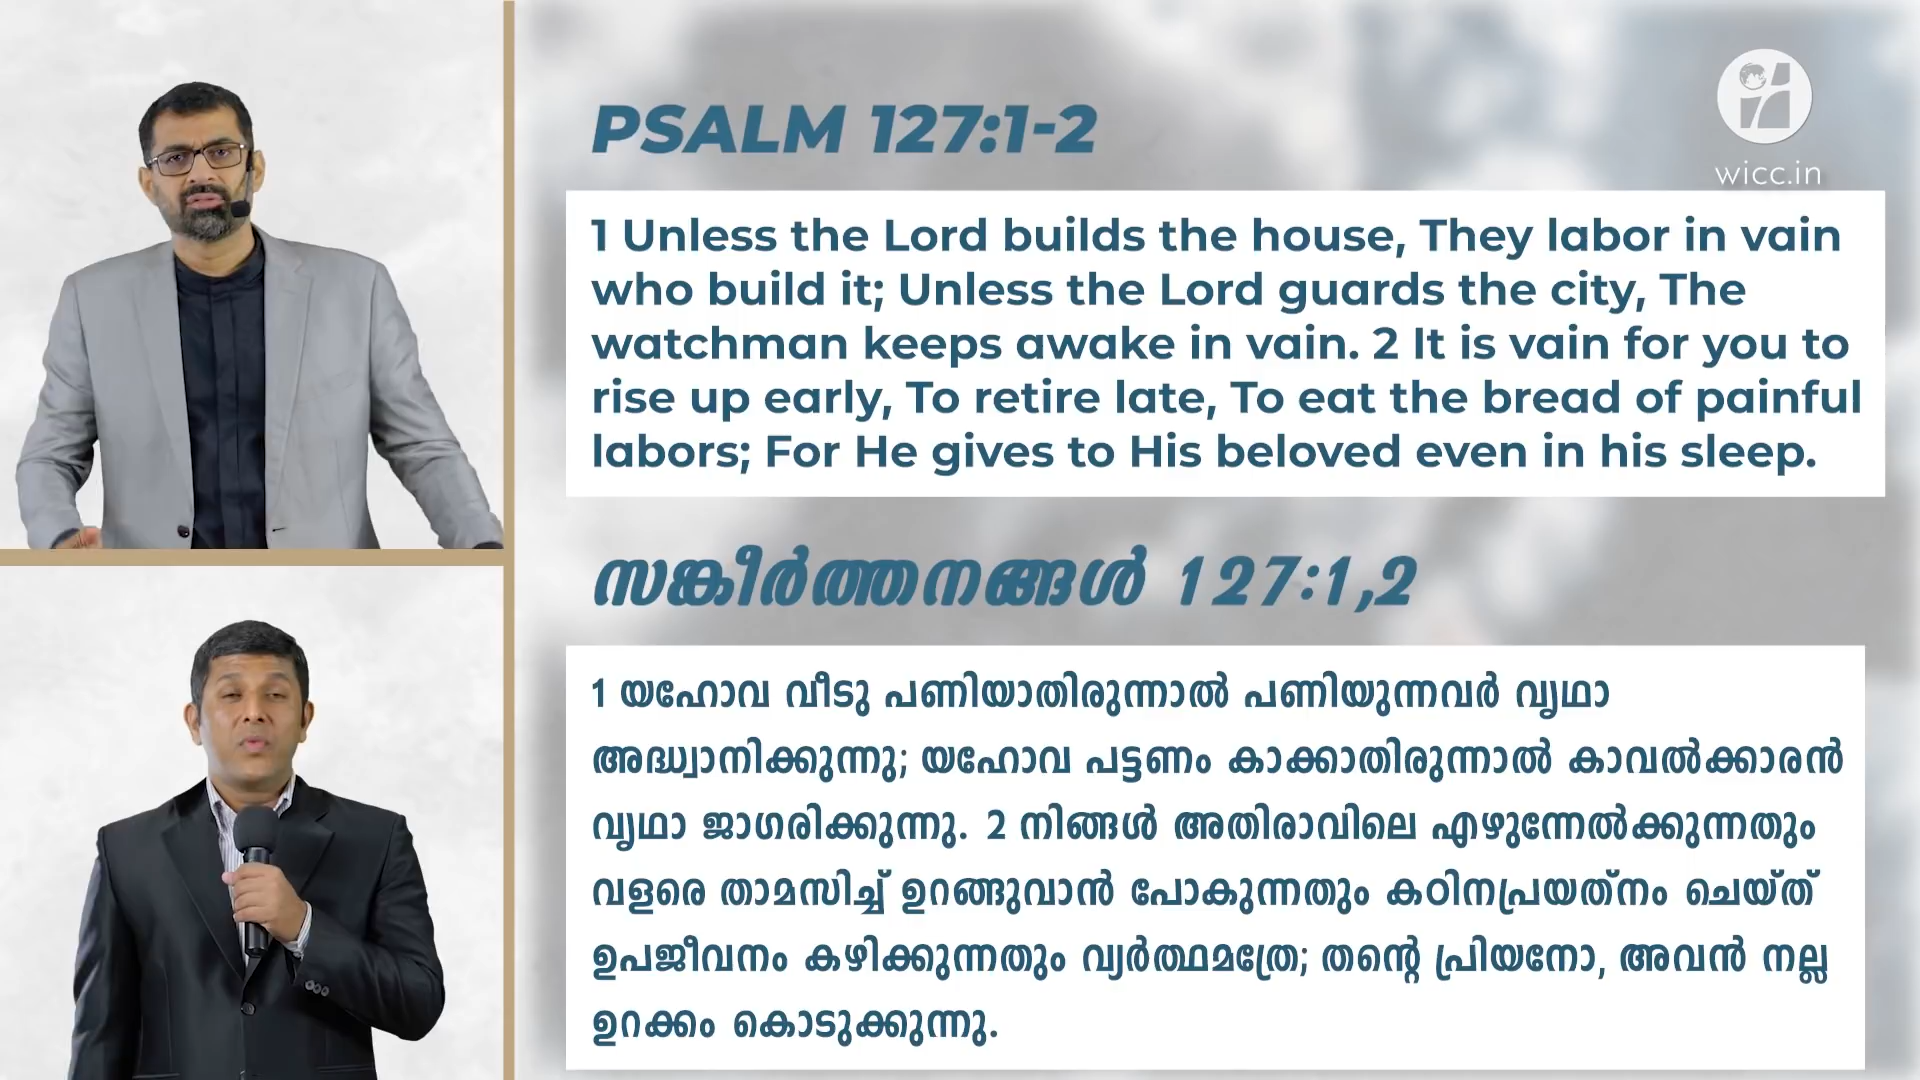 PSALM 127:1-2
wicc.in
1 Unless the Lord builds the house, They labor in vain
who build it; Unless the Lord guards the city, The
watchman keeps awake in vain. 2 It is vain for you to
rise up early, To retire late, To eat the bread of painful
labors; For He gives to His beloved even in his sleep.
സങ്കീർത്തനങ്ങൾ 127:1,2
1 യഹോവ വീടു പണിയാതിരുന്നാൽ പണിയുന്നവർ വൃഥാ
അദ്ധ്വാനിക്കുന്നു; യഹോവ പട്ടണം കാക്കാതിരുന്നാൽ കാവൽക്കാരൻ
വൃഥാ ജാഗരിക്കുന്നു. 2 നിങ്ങൾ അതിരാവിലെ എഴുന്നേൽക്കുന്നതും
വളരെ താമസിച്ച് ഉറങ്ങുവാൻ പോകുന്നതും കഠിനപ്രയത്നം ചെയ്ത്
ഉപജീവനം കഴിക്കുന്നതും വ്യർത്ഥമത്രേ; തന്റെ പ്രിയനോ, അവൻ നല്ല
ഉറക്കം കൊടുക്കുന്നു.